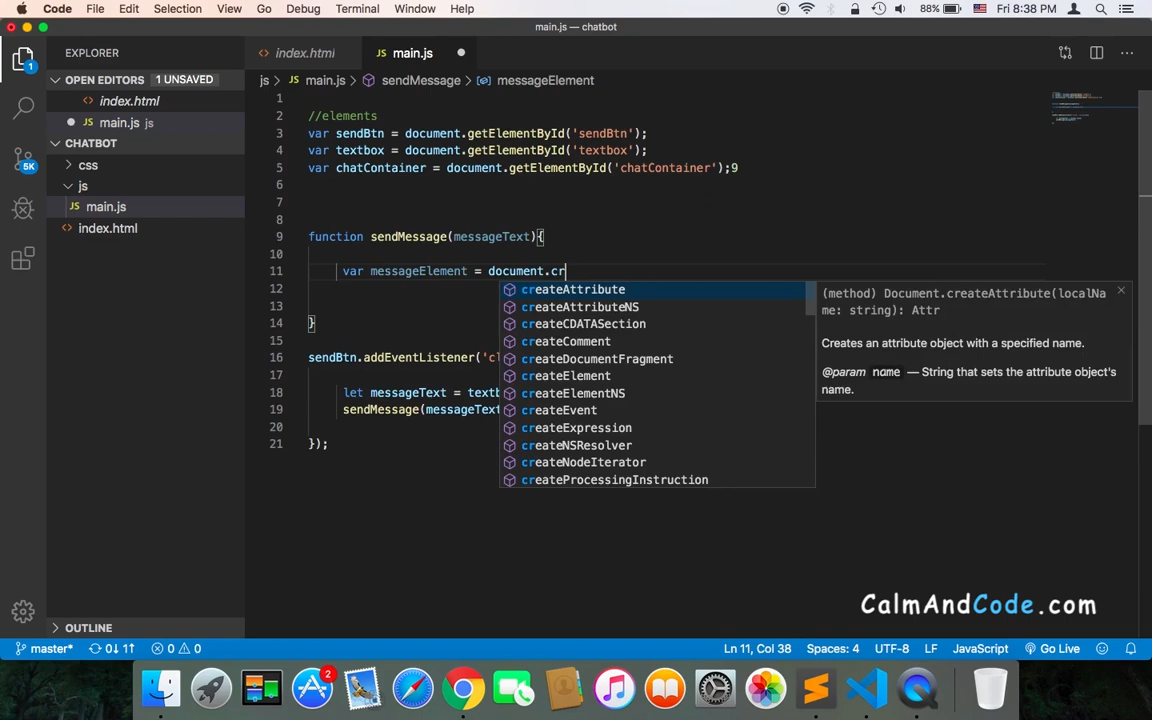 Code File Edit Selection View Go Debug Terminal Window Help 88% Fri 8:38 PM
main.js — chatbot
EXPLORER
index.html
main.js
OPEN EDITORS 1 UNSAVED
index.html
main.js js
CHATBOT
css
js
JS main.js
index.html
OUTLINE
1
5K
js > JS main.js > sendMessage > messageElement
1
2 //elements
3 var sendBtn = document.getElementById('sendBtn');
4 var textbox = document.getElementById('textbox');
5 var chatContainer = document.getElementById('chatContainer');9
6
7
8
9 function sendMessage(messageText){
10
11 var messageElement = document.cr
12
13
14 }
15
16 sendBtn.addEventListener('cl
17
18 let messageText = textb
19 sendMessage(messageText
20
21 });
createAttribute
createAttributeNS
createCDATASection
createComment
createDocumentFragment
createElement
createElementNS
createEvent
createExpression
createNSResolver
createNodeIterator
createProcessingInstruction
(method) Document.createAttribute(localNa
me: string): Attr
Creates an attribute object with a specified name.
@param name — String that sets the attribute object's
name.
CalmAndCode.com
master* 0↓ 1↑ 0 0 Ln 11, Col 38 Spaces: 4 UTF-8 LF JavaScript Go Live
2